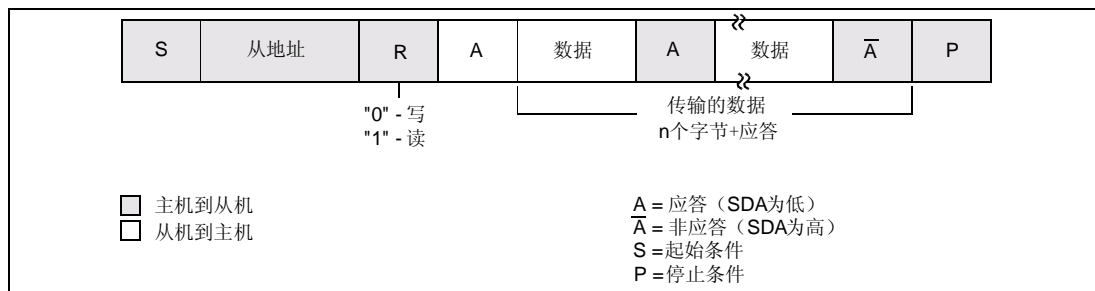 S 从地址 R A 数据 A 数据 A̅ P
"0" - 写
"1" - 读
传输的数据
n个字节+应答
主机到从机
从机到主机
A = 应答（SDA为低）
A̅ = 非应答（SDA为高）
S =起始条件
P =停止条件